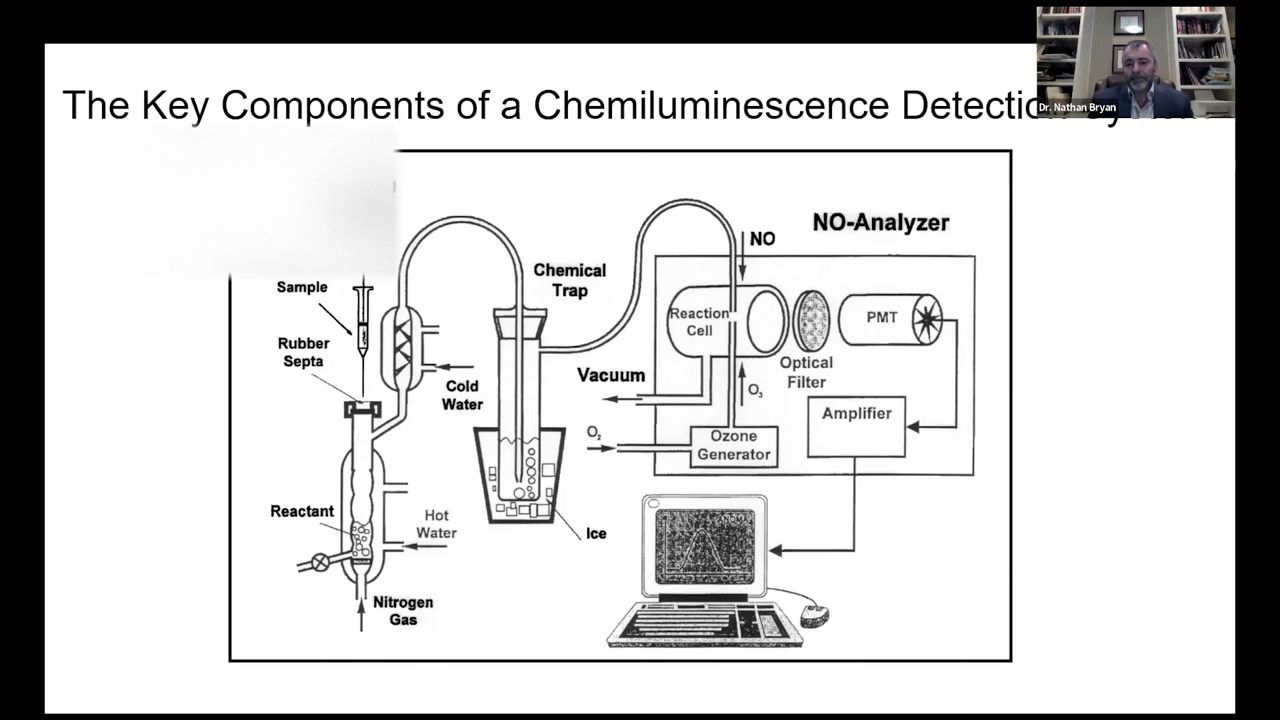 The Key Components of a Chemiluminescence Detection
Dr. Nathan Bryan
NO-Analyzer
NO
Chemical
Trap
Sample
Rubber
Septa
Cold
Water
Reaction
Cell
PMT
Optical
Filter
Vacuum
O3
O2
Ozone
Generator
Amplifier
Reactant
Hot
Water
Ice
Nitrogen
Gas